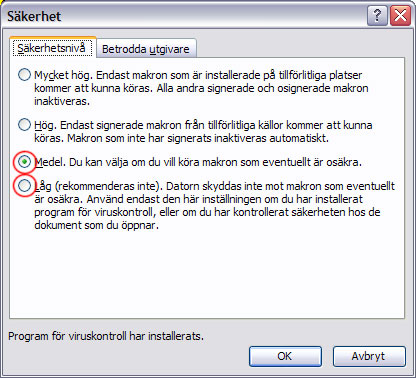 Säkerhet
Säkerhetsnivå Betrodda utgivare
Mycket hög. Endast makron som är installerade på tillförlitliga platser
kommer att kunna köras. Alla andra signerade och osignerade makron
inaktiveras.
Hög. Endast signerade makron från tillförlitliga källor kommer att kunna
köras. Makron som inte har signerats inaktiveras automatiskt.
Medel. Du kan välja om du vill köra makron som eventuellt är osäkra.
Låg (rekommenderas inte). Datorn skyddas inte mot makron som eventuellt
är osäkra. Använd endast den här inställningen om du har installerat
program för viruskontroll, eller om du har kontrollerat säkerheten hos de
dokument som du öppnar.
Program för viruskontroll har installerats.
OK Avbryt